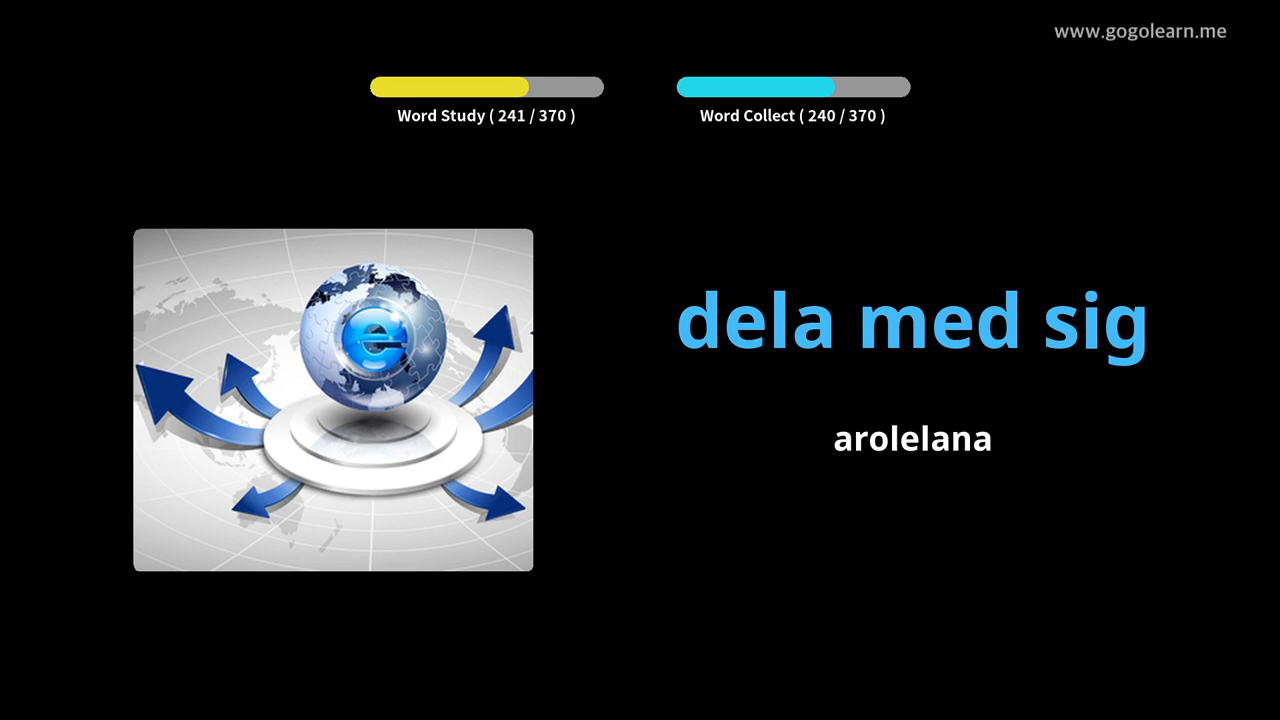 www.gogolearn.me
Word Study ( 241 / 370 )
Word Collect ( 240 / 370 )
e
dela med sig
arolelana